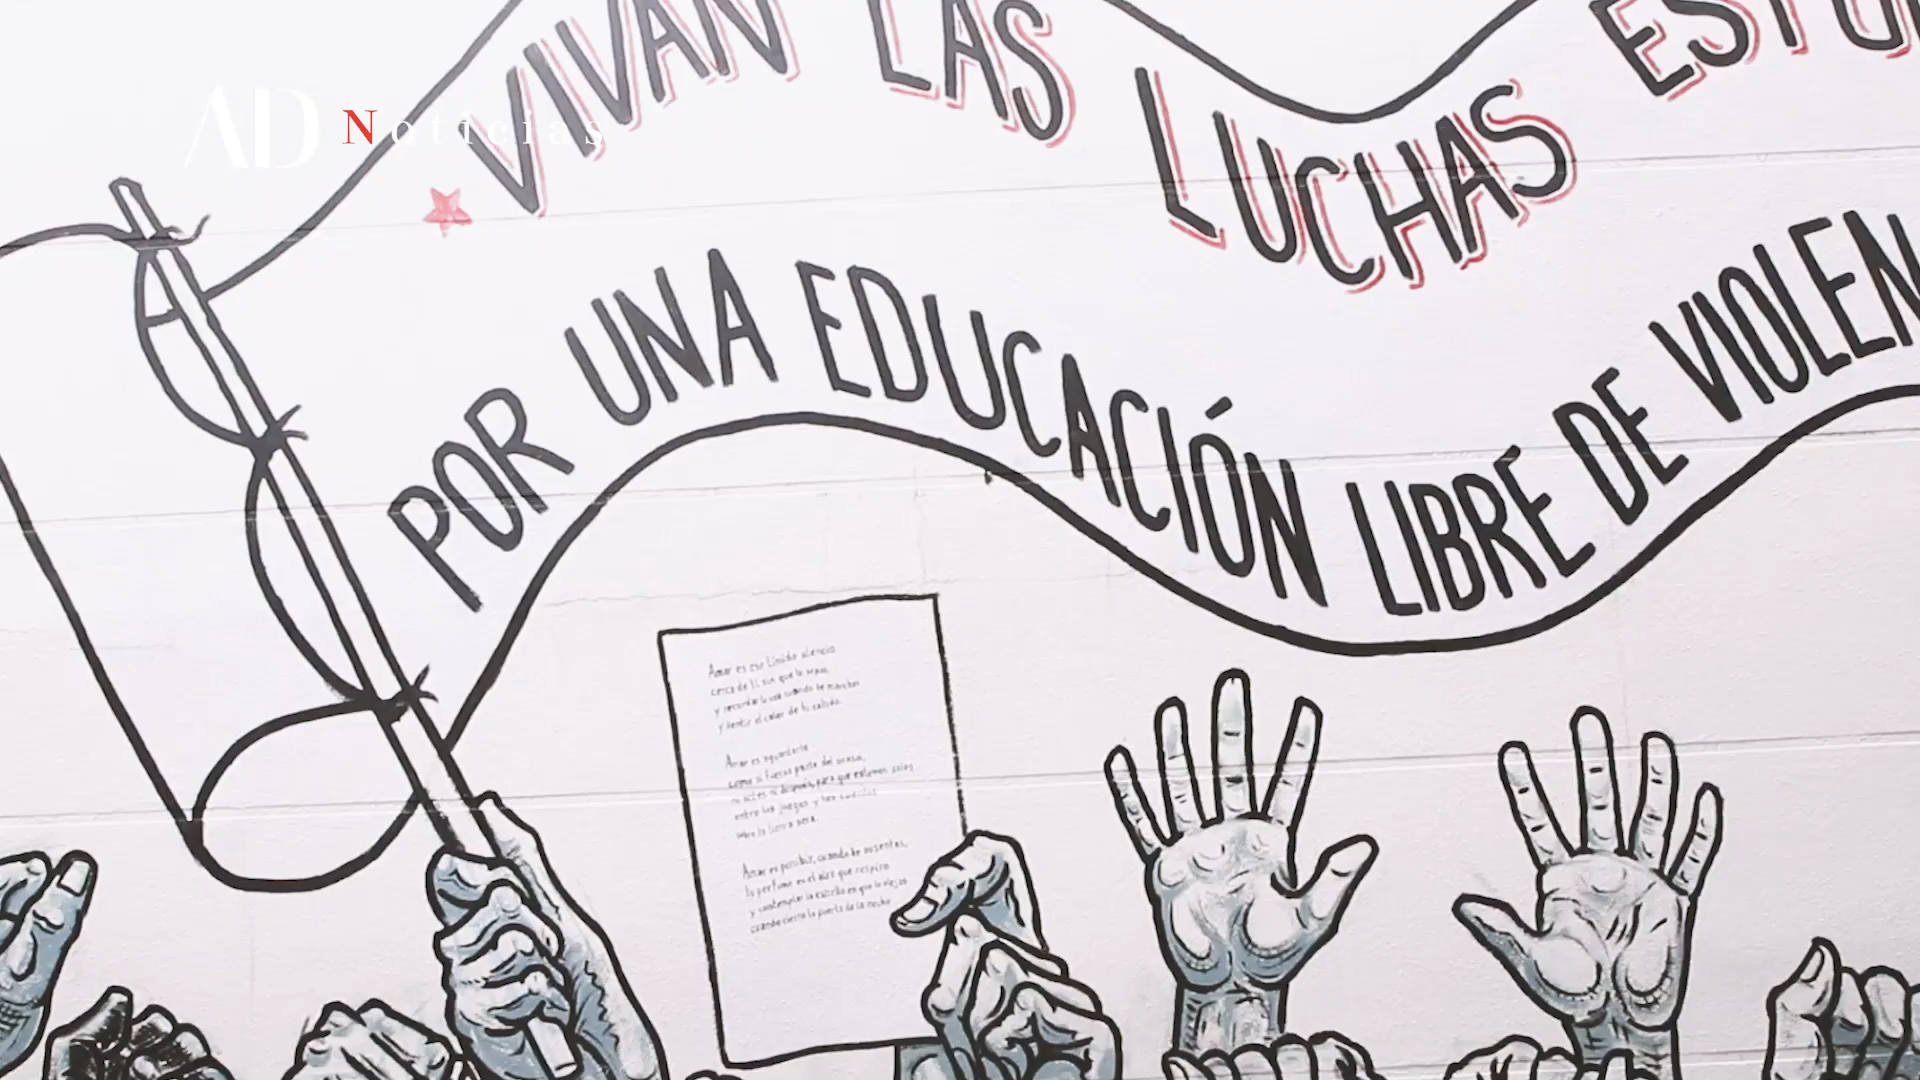 AD Noticias
VIVAN LAS LUCHAS ESTU
POR UNA EDUCACIÓN LIBRE DE VIOLEN
Amar es ese tímido silencio
cerca de ti, sin que lo sepas,
y recordar tu voz cuando te marchas
y sentir el calor de tu saludo.
Amar es aguardarte
como si fueras parte del ocaso,
ni antes ni después, para que estemos solos
entre los juegos y los cuentos
sobre la tierra seca.
Amar es percibir, cuando te ausentas,
tu perfume en el aire que respiro
y contemplar la estrella en que te alejas
cuando cierro la puerta de la noche